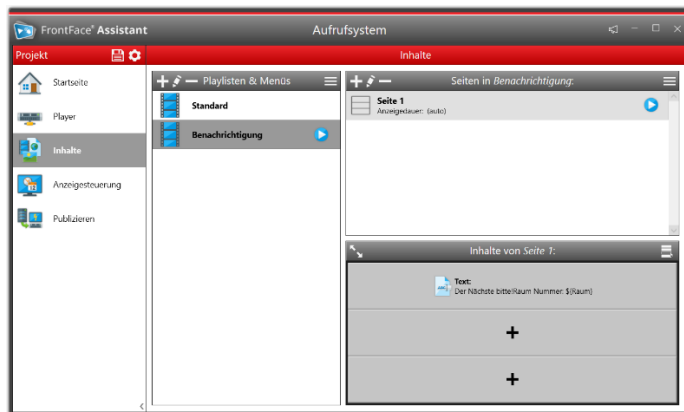 FrontFace® Assistant
Aufrufsystem
Projekt
Inhalte
Startseite
Player
Inhalte
Anzeigesteuerung
Publizieren
Playlisten & Menüs
Standard
Benachrichtigung
Seiten in Benachrichtigung:
Seite 1
Anzeigedauer: (auto)
Inhalte von Seite 1:
Text:
Der Nächste bitte!Raum Nummer: ${Raum}